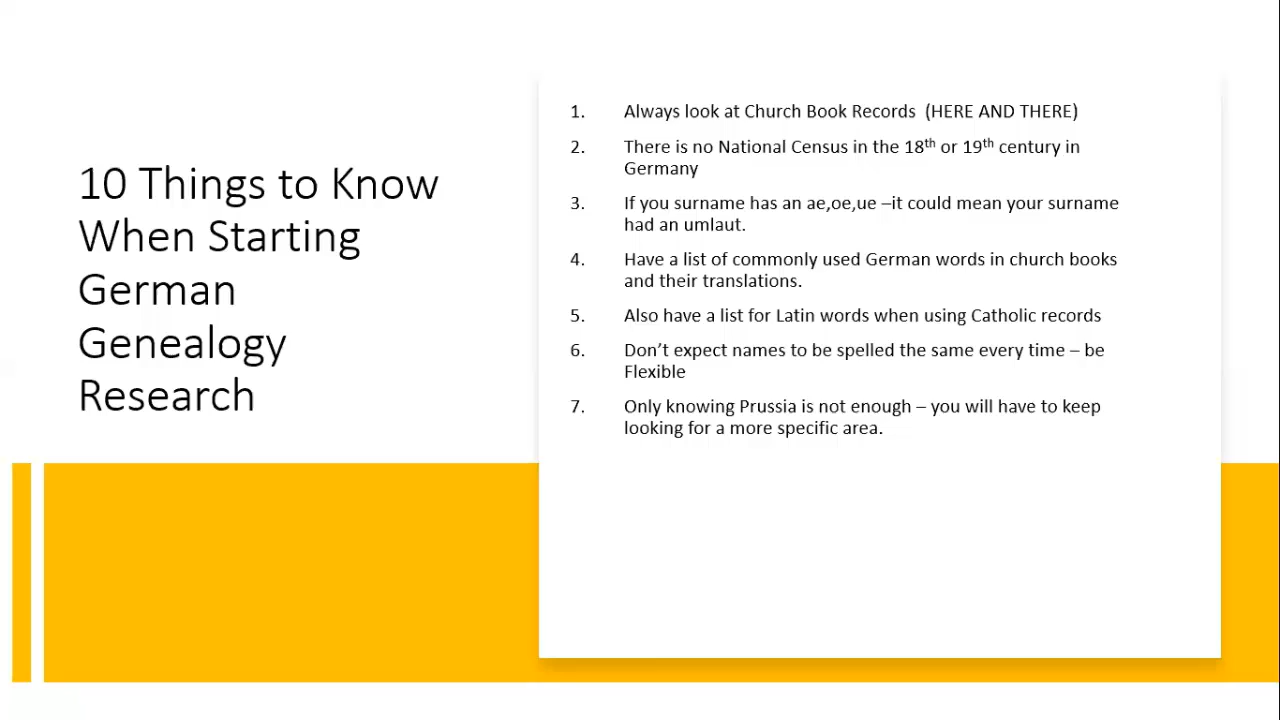 10 Things to Know
When Starting
German
Genealogy
Research
1. Always look at Church Book Records (HERE AND THERE)
2. There is no National Census in the 18th or 19th century in
Germany
3. If you surname has an ae,oe,ue –it could mean your surname
had an umlaut.
4. Have a list of commonly used German words in church books
and their translations.
5. Also have a list for Latin words when using Catholic records
6. Don’t expect names to be spelled the same every time – be
Flexible
7. Only knowing Prussia is not enough – you will have to keep
looking for a more specific area.